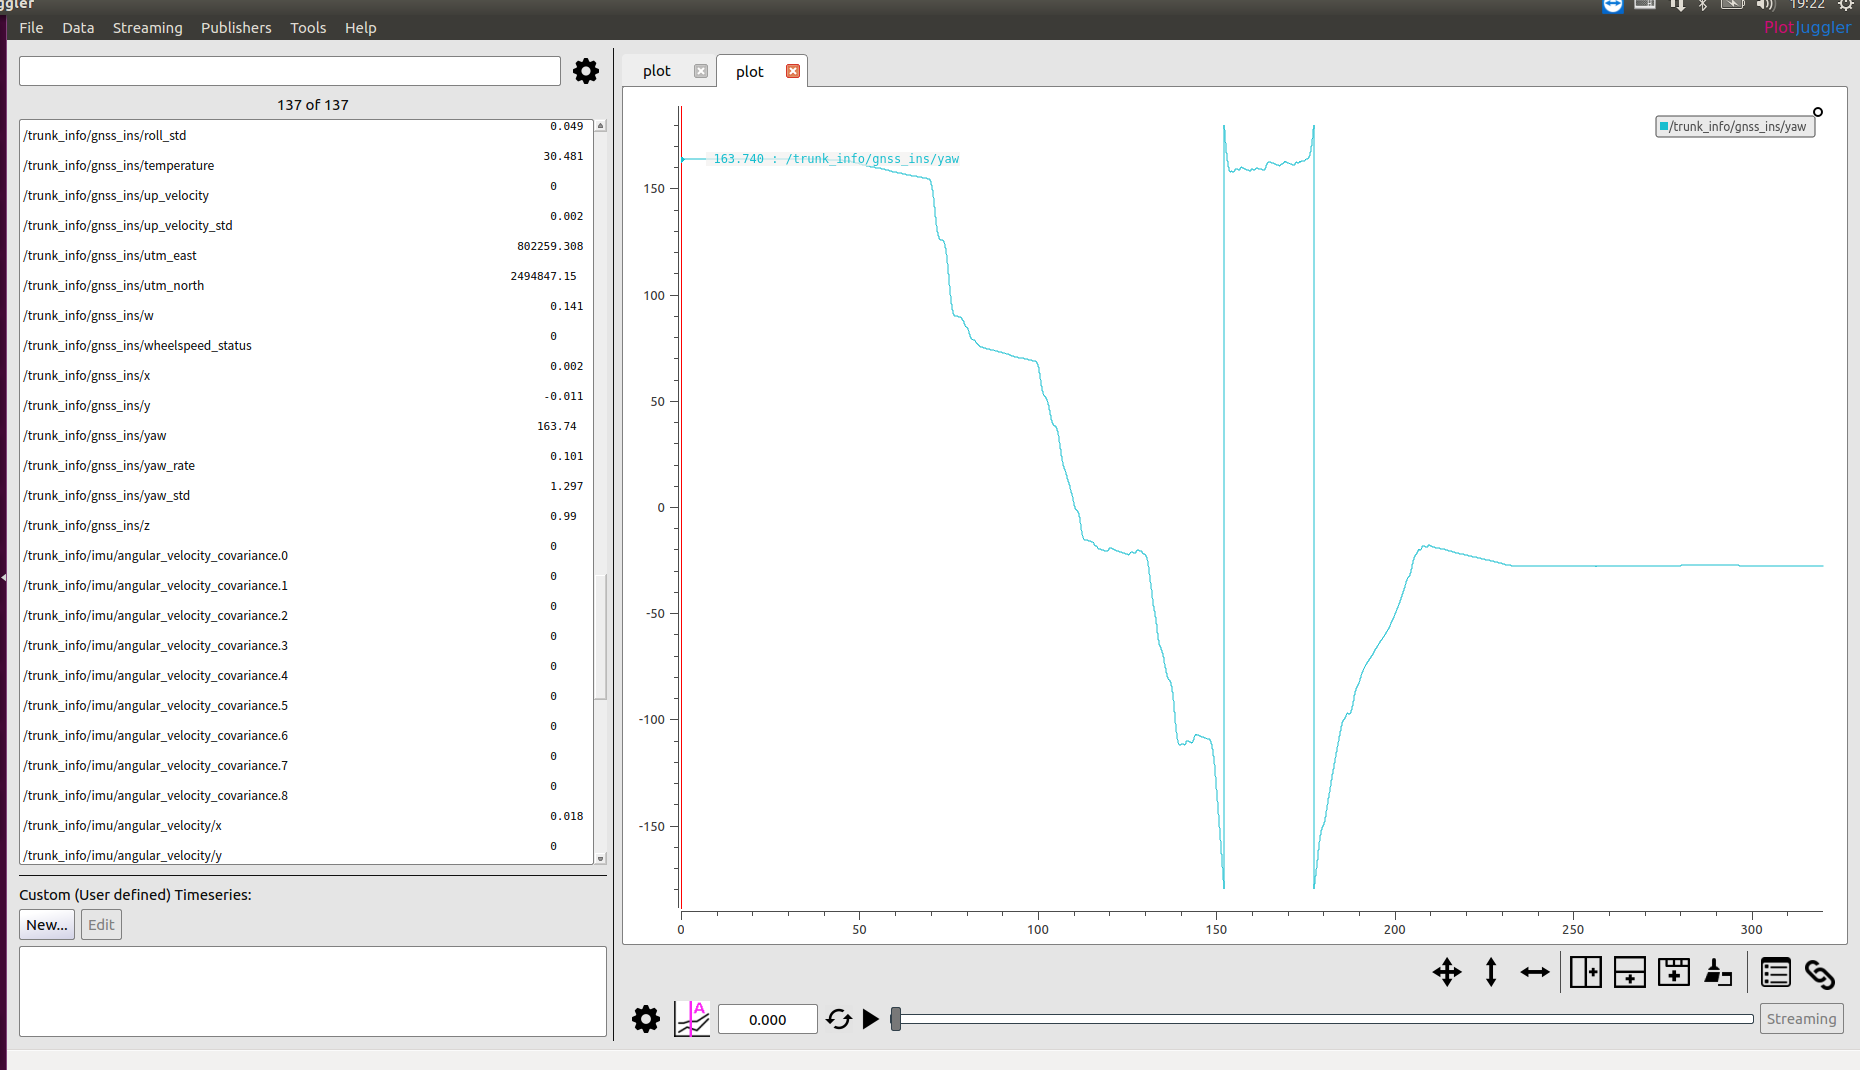 ggler
19:22
File Data Streaming Publishers Tools Help
PlotJuggler
137 of 137
/trunk_info/gnss_ins/roll_std 0.049
/trunk_info/gnss_ins/temperature 30.481
/trunk_info/gnss_ins/up_velocity 0
/trunk_info/gnss_ins/up_velocity_std 0.002
/trunk_info/gnss_ins/utm_east 802259.308
/trunk_info/gnss_ins/utm_north 2494847.15
/trunk_info/gnss_ins/w 0.141
/trunk_info/gnss_ins/wheelspeed_status 0
/trunk_info/gnss_ins/x 0.002
/trunk_info/gnss_ins/y -0.011
/trunk_info/gnss_ins/yaw 163.74
/trunk_info/gnss_ins/yaw_rate 0.101
/trunk_info/gnss_ins/yaw_std 1.297
/trunk_info/gnss_ins/z 0.99
/trunk_info/imu/angular_velocity_covariance.0 0
/trunk_info/imu/angular_velocity_covariance.1 0
/trunk_info/imu/angular_velocity_covariance.2 0
/trunk_info/imu/angular_velocity_covariance.3 0
/trunk_info/imu/angular_velocity_covariance.4 0
/trunk_info/imu/angular_velocity_covariance.5 0
/trunk_info/imu/angular_velocity_covariance.6 0
/trunk_info/imu/angular_velocity_covariance.7 0
/trunk_info/imu/angular_velocity_covariance.8 0
/trunk_info/imu/angular_velocity/x 0.018
/trunk_info/imu/angular_velocity/y 0
Custom (User defined) Timeseries:
New... Edit
plot plot
/trunk_info/gnss_ins/yaw
163.740 : /trunk_info/gnss_ins/yaw
150
100
50
0
-50
-100
-150
0 50 100 150 200 250 300
A
0.000
Streaming